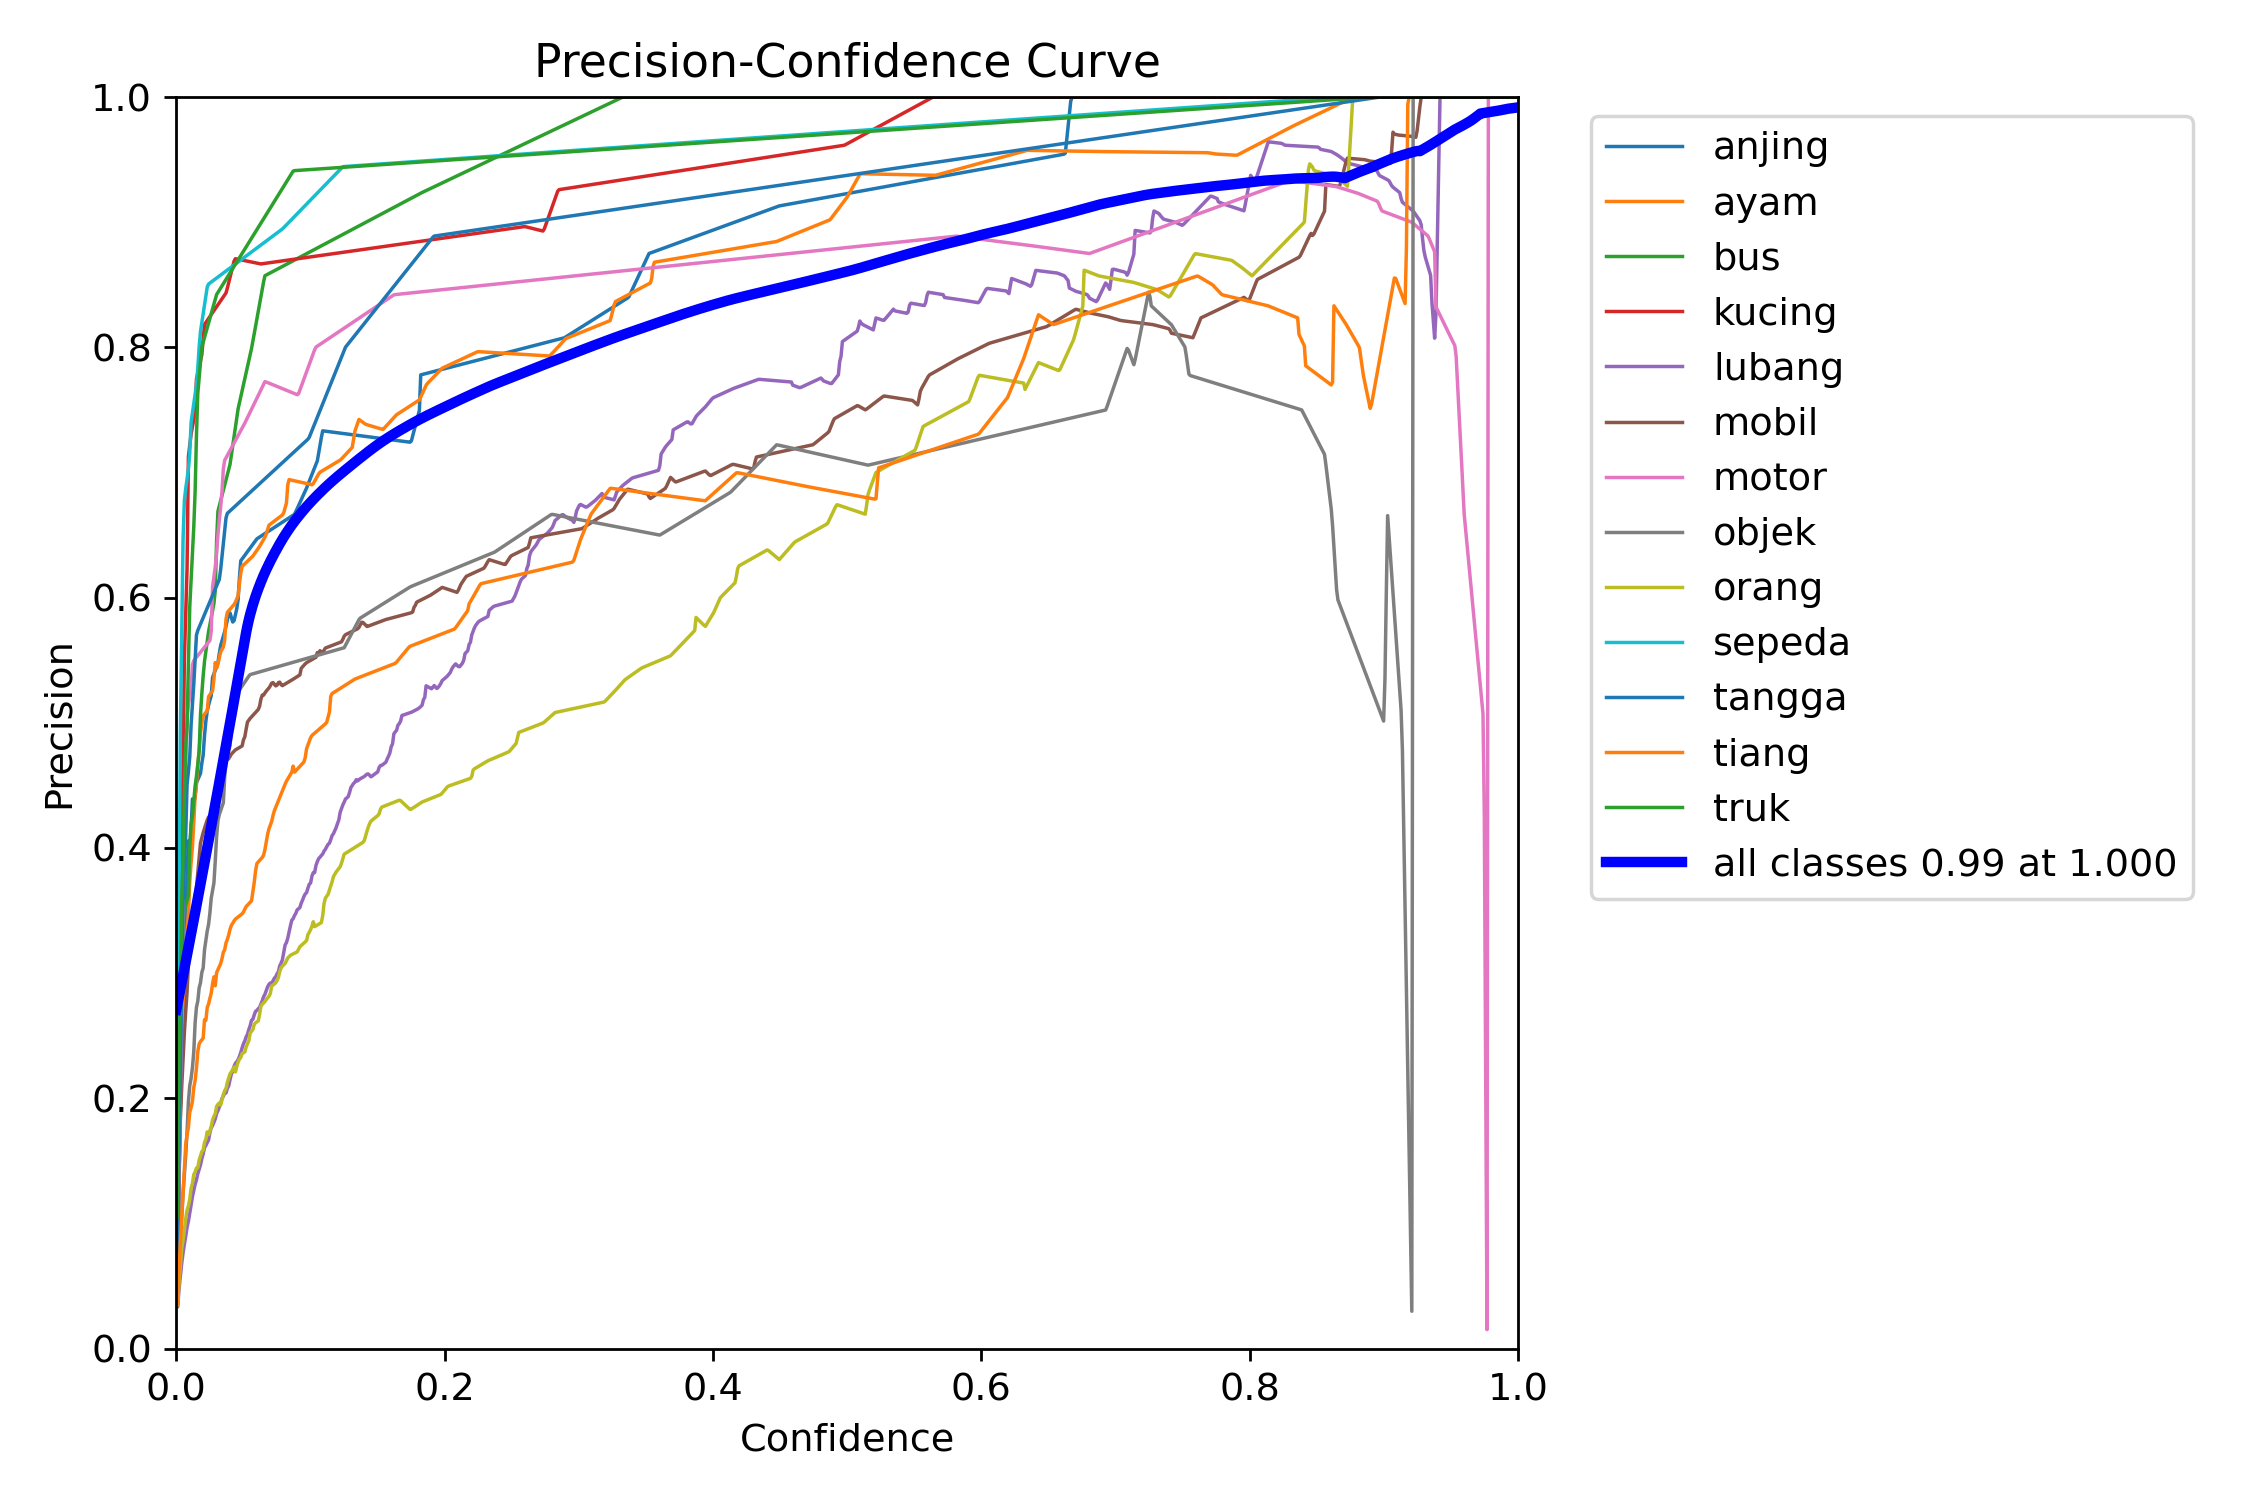 Precision-Confidence Curve
1.0
0.8
0.6
0.4
0.2
0.0
Precision
0.0 0.2 0.4 0.6 0.8 1.0
Confidence
anjing
ayam
bus
kucing
lubang
mobil
motor
objek
orang
sepeda
tangga
tiang
truk
all classes 0.99 at 1.000